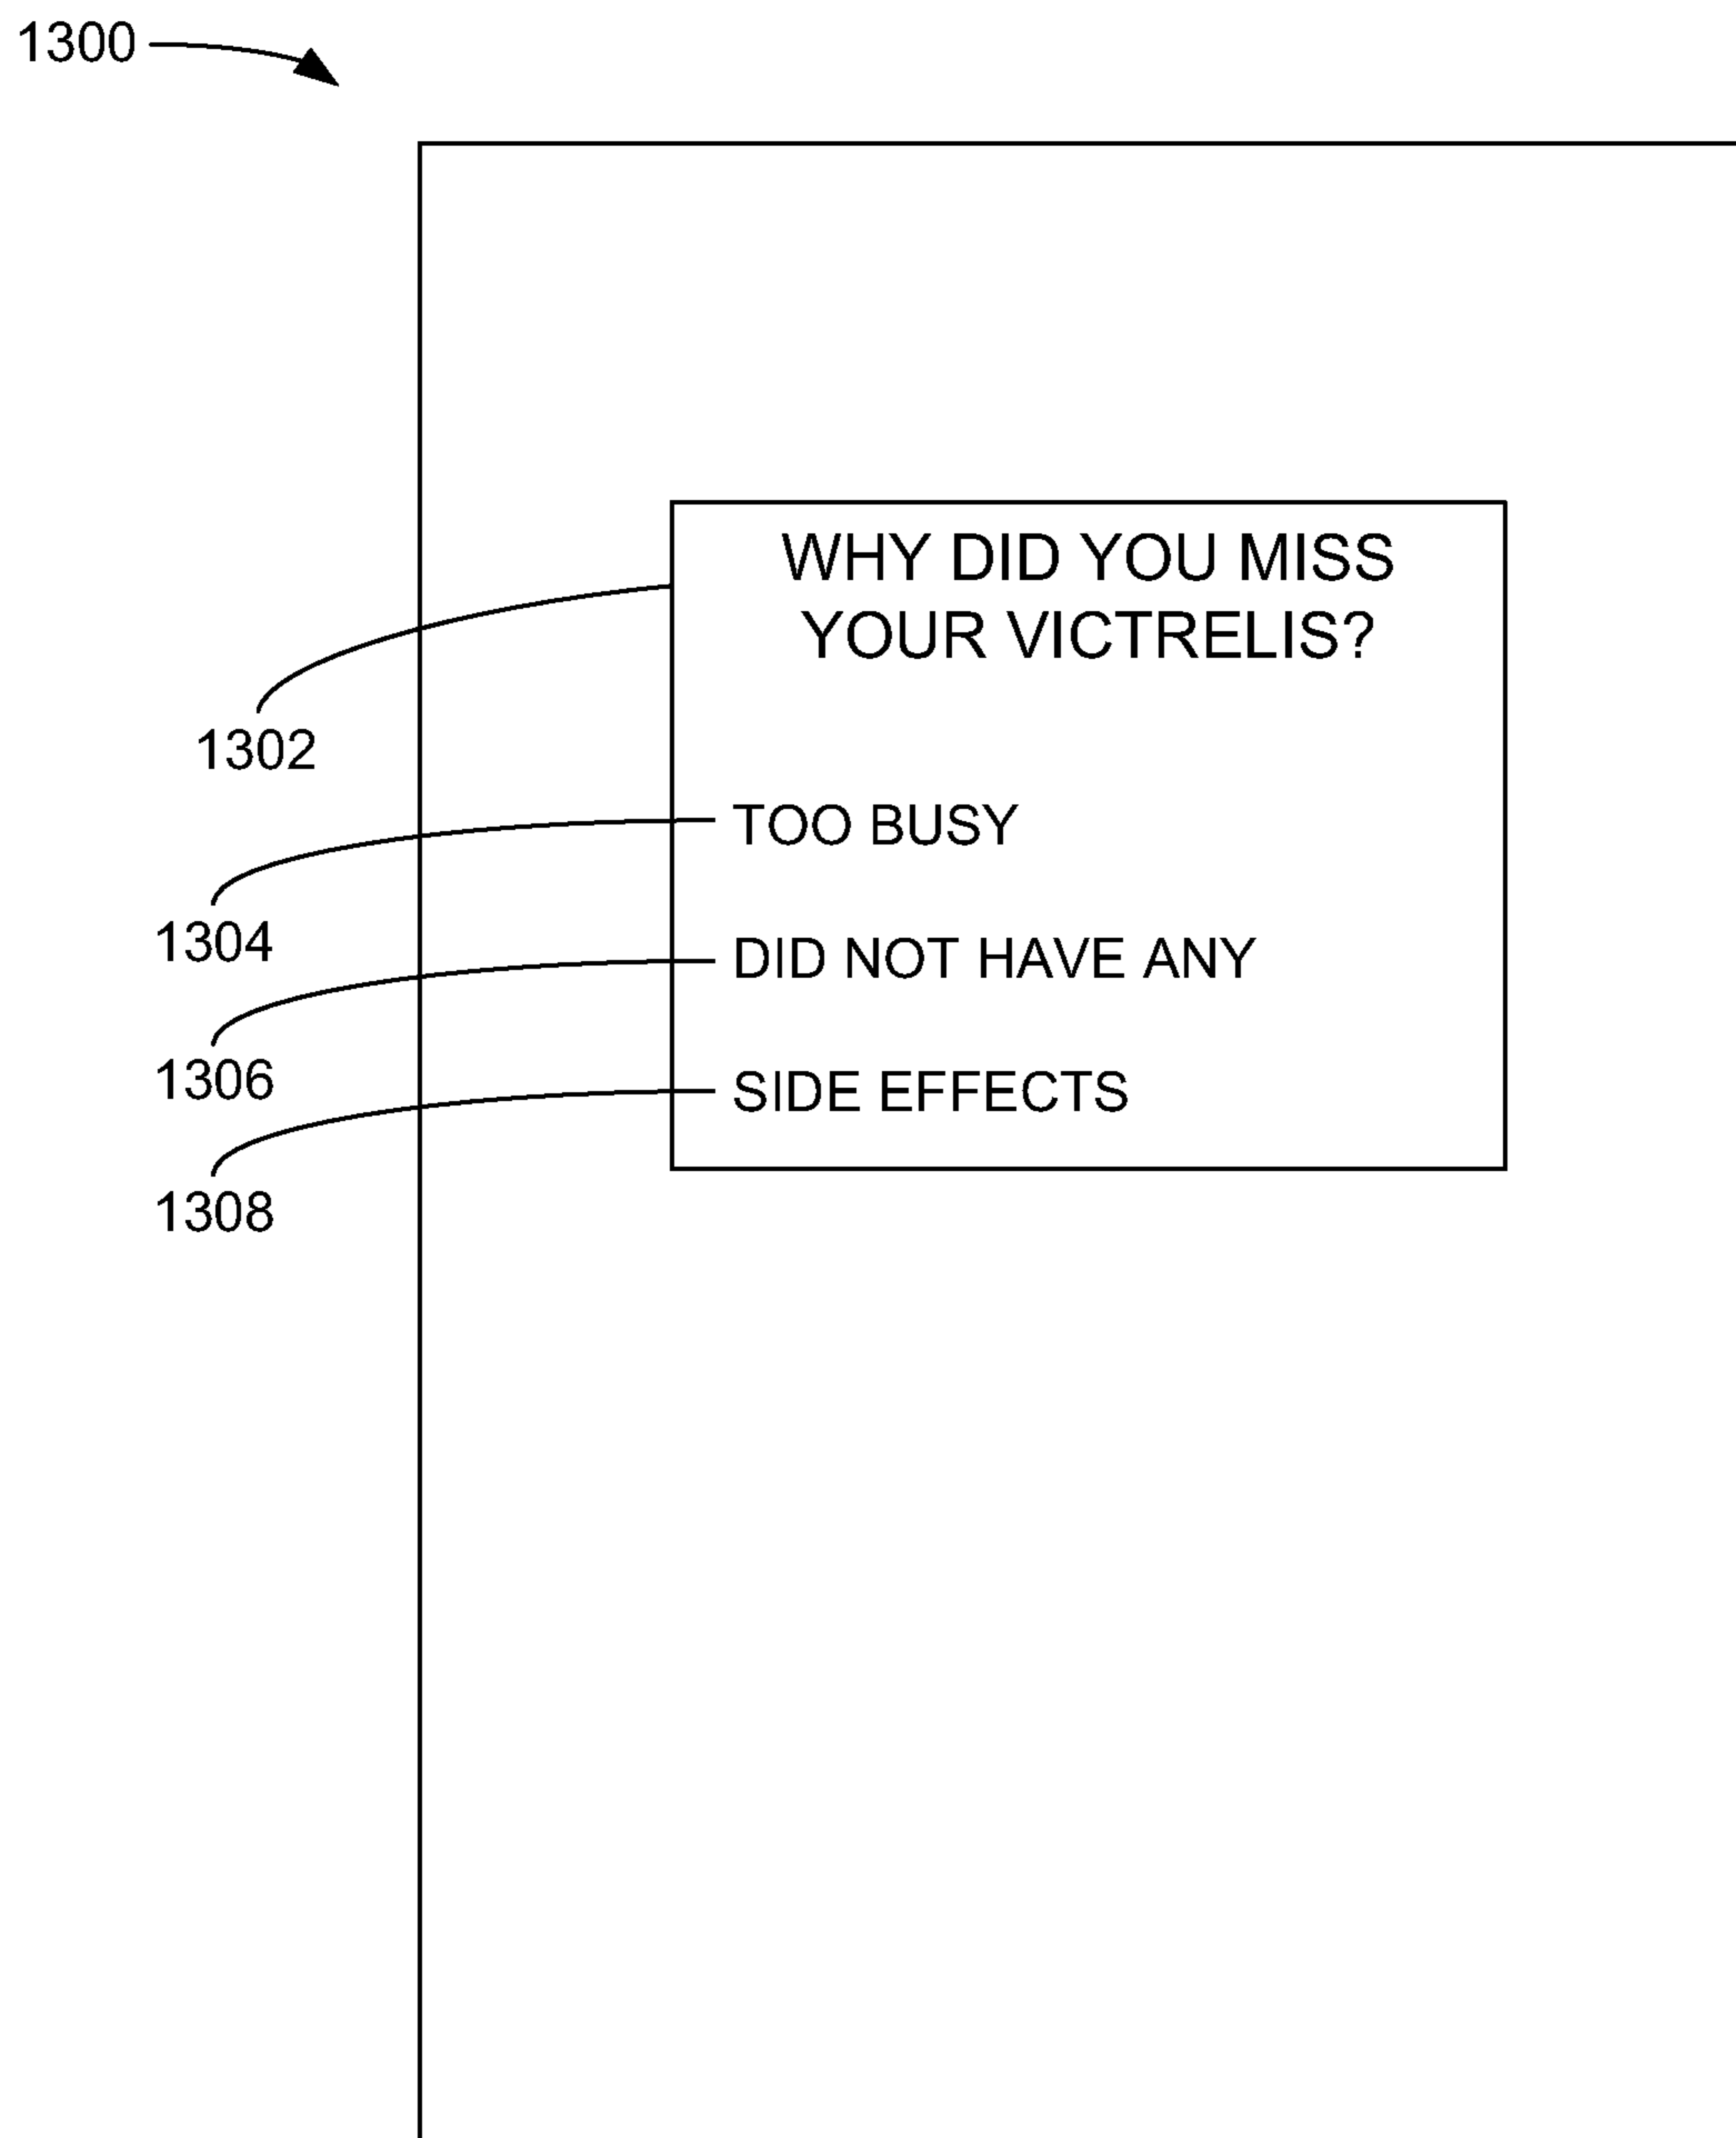 1300
WHY DID YOU MISS
YOUR VICTRELIS?
1302
TOO BUSY
1304
DID NOT HAVE ANY
1306
SIDE EFFECTS
1308